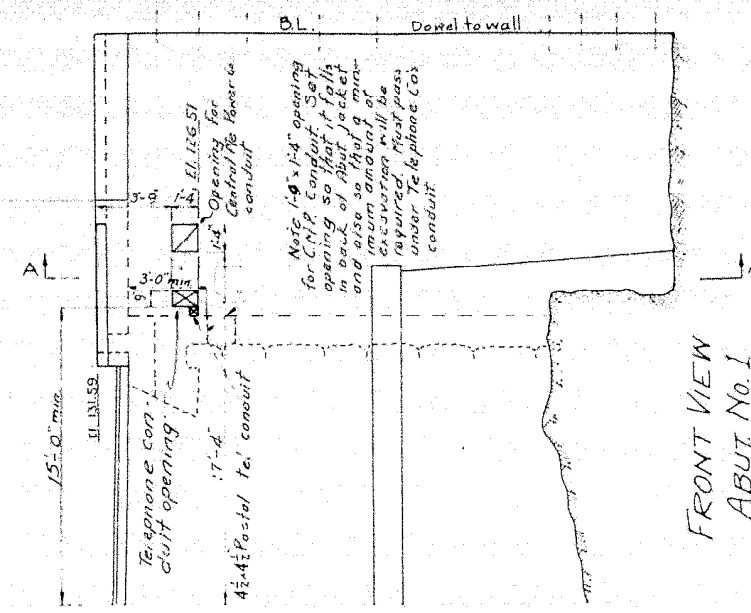 B.L.
Dowel to wall
Note 1'-4" x 1'-4" opening
for C.M.P. Conduit. Set
opening so that it falls
in back of Abut jacket
and also so that a min-
imum amount of
excavation will be
required. Must pass
under Telephone Co's
conduit.
El. 126.51
Opening for
Central Me Power Co
conduit
3'-9"
1'-4"
1'-4"
3'-0" min.
9"
A
15'-0" min.
El 131.59
Telephone con-
duit opening
17'-4"
4½x4½ Postal tel conduit
FRONT VIEW
ABUT. No. 1